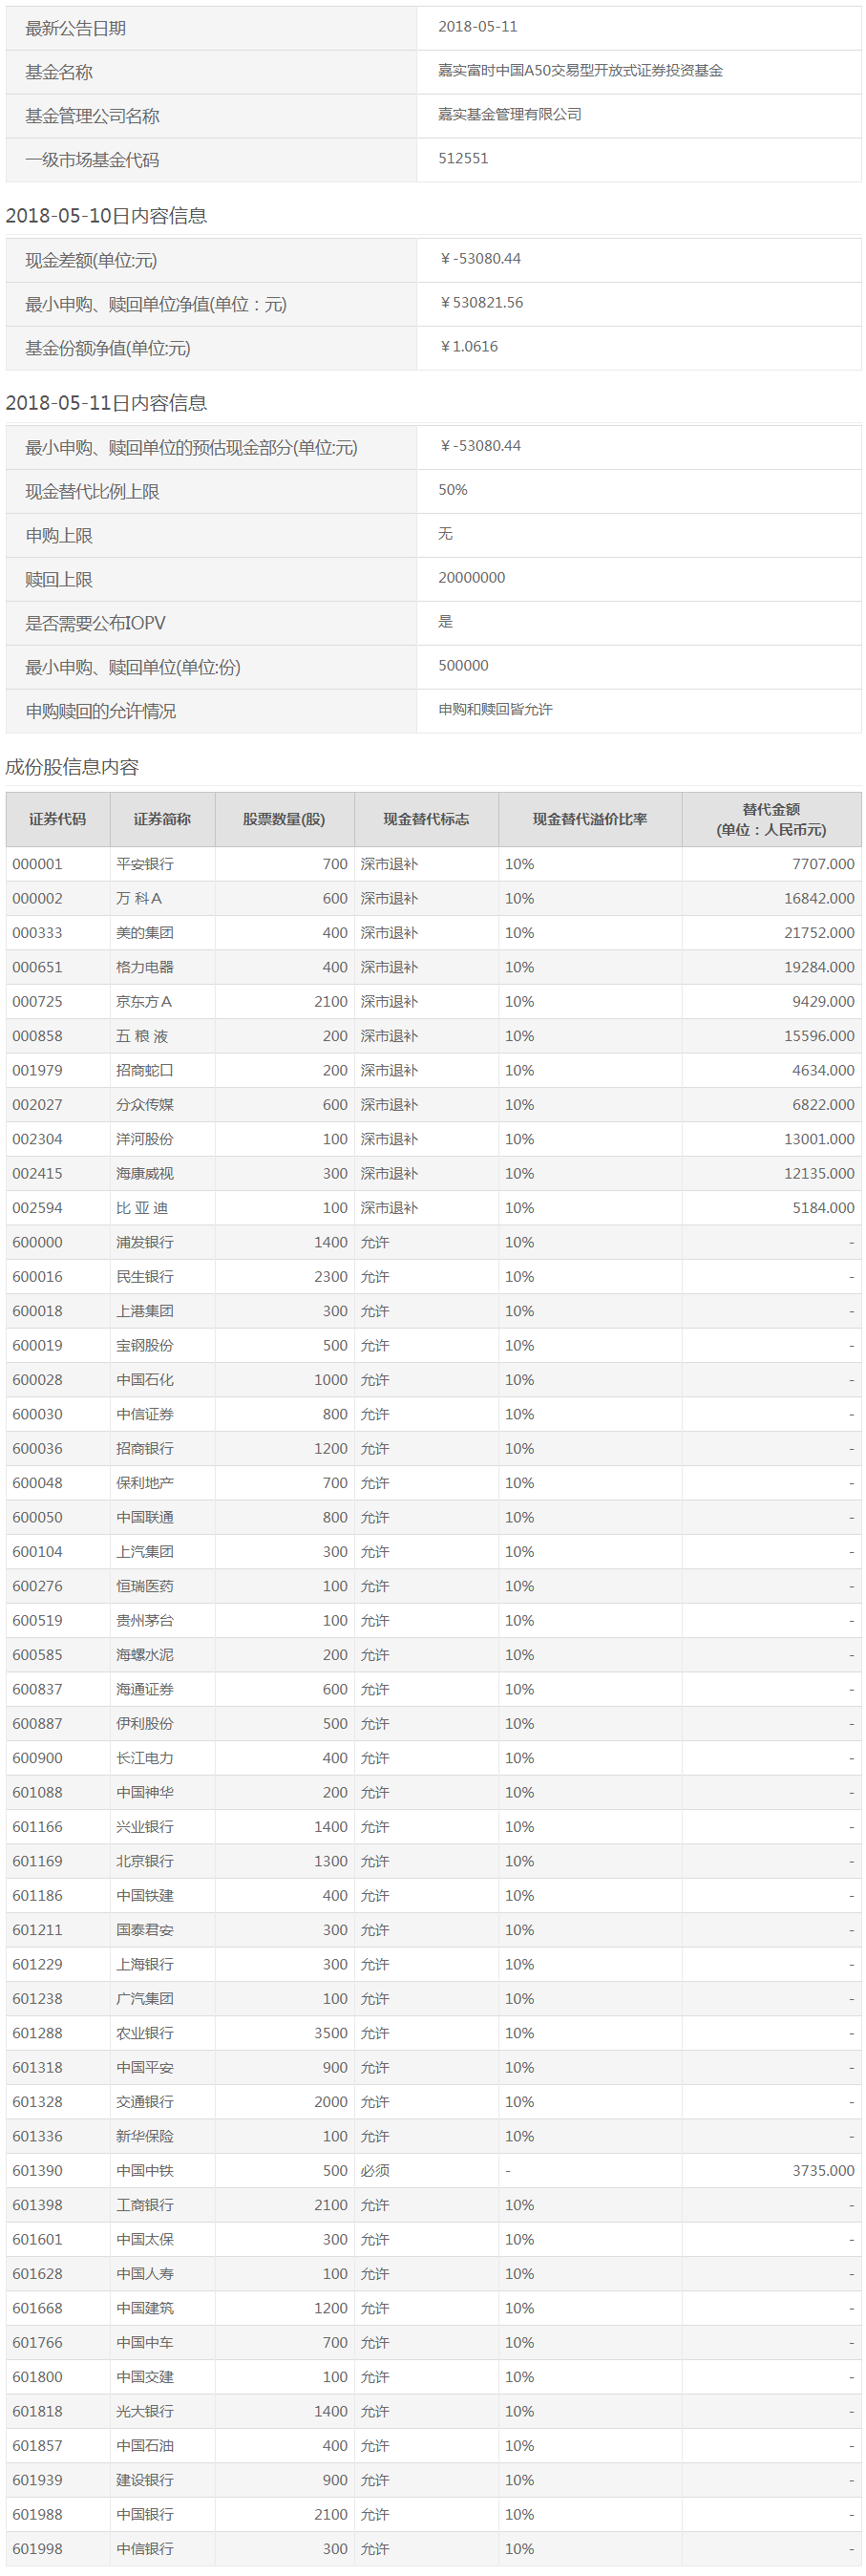 最新公告日期 2018-05-11
基金名称 嘉实富时中国A50交易型开放式证券投资基金
基金管理公司名称 嘉实基金管理有限公司
一级市场基金代码 512551
2018-05-10日内容信息
现金差额(单位:元) ￥-53080.44
最小申购、赎回单位净值(单位：元) ￥530821.56
基金份额净值(单位:元) ￥1.0616
2018-05-11日内容信息
最小申购、赎回单位的预估现金部分(单位:元) ￥-53080.44
现金替代比例上限 50%
申购上限 无
赎回上限 20000000
是否需要公布IOPV 是
最小申购、赎回单位(单位:份) 500000
申购赎回的允许情况 申购和赎回皆允许
成份股信息内容
证券代码 证券简称 股票数量(股) 现金替代标志 现金替代溢价比率 替代金额
(单位：人民币元)
000001 平安银行 700 深市退补 10% 7707.000
000002 万 科Ａ 600 深市退补 10% 16842.000
000333 美的集团 400 深市退补 10% 21752.000
000651 格力电器 400 深市退补 10% 19284.000
000725 京东方Ａ 2100 深市退补 10% 9429.000
000858 五 粮 液 200 深市退补 10% 15596.000
001979 招商蛇口 200 深市退补 10% 4634.000
002027 分众传媒 600 深市退补 10% 6822.000
002304 洋河股份 100 深市退补 10% 13001.000
002415 海康威视 300 深市退补 10% 12135.000
002594 比 亚 迪 100 深市退补 10% 5184.000
600000 浦发银行 1400 允许 10% -
600016 民生银行 2300 允许 10% -
600018 上港集团 300 允许 10% -
600019 宝钢股份 500 允许 10% -
600028 中国石化 1000 允许 10% -
600030 中信证券 800 允许 10% -
600036 招商银行 1200 允许 10% -
600048 保利地产 700 允许 10% -
600050 中国联通 800 允许 10% -
600104 上汽集团 300 允许 10% -
600276 恒瑞医药 100 允许 10% -
600519 贵州茅台 100 允许 10% -
600585 海螺水泥 200 允许 10% -
600837 海通证券 600 允许 10% -
600887 伊利股份 500 允许 10% -
600900 长江电力 400 允许 10% -
601088 中国神华 200 允许 10% -
601166 兴业银行 1400 允许 10% -
601169 北京银行 1300 允许 10% -
601186 中国铁建 400 允许 10% -
601211 国泰君安 300 允许 10% -
601229 上海银行 300 允许 10% -
601238 广汽集团 100 允许 10% -
601288 农业银行 3500 允许 10% -
601318 中国平安 900 允许 10% -
601328 交通银行 2000 允许 10% -
601336 新华保险 100 允许 10% -
601390 中国中铁 500 必须 - 3735.000
601398 工商银行 2100 允许 10% -
601601 中国太保 300 允许 10% -
601628 中国人寿 100 允许 10% -
601668 中国建筑 1200 允许 10% -
601766 中国中车 700 允许 10% -
601800 中国交建 100 允许 10% -
601818 光大银行 1400 允许 10% -
601857 中国石油 400 允许 10% -
601939 建设银行 900 允许 10% -
601988 中国银行 2100 允许 10% -
601998 中信银行 300 允许 10% -